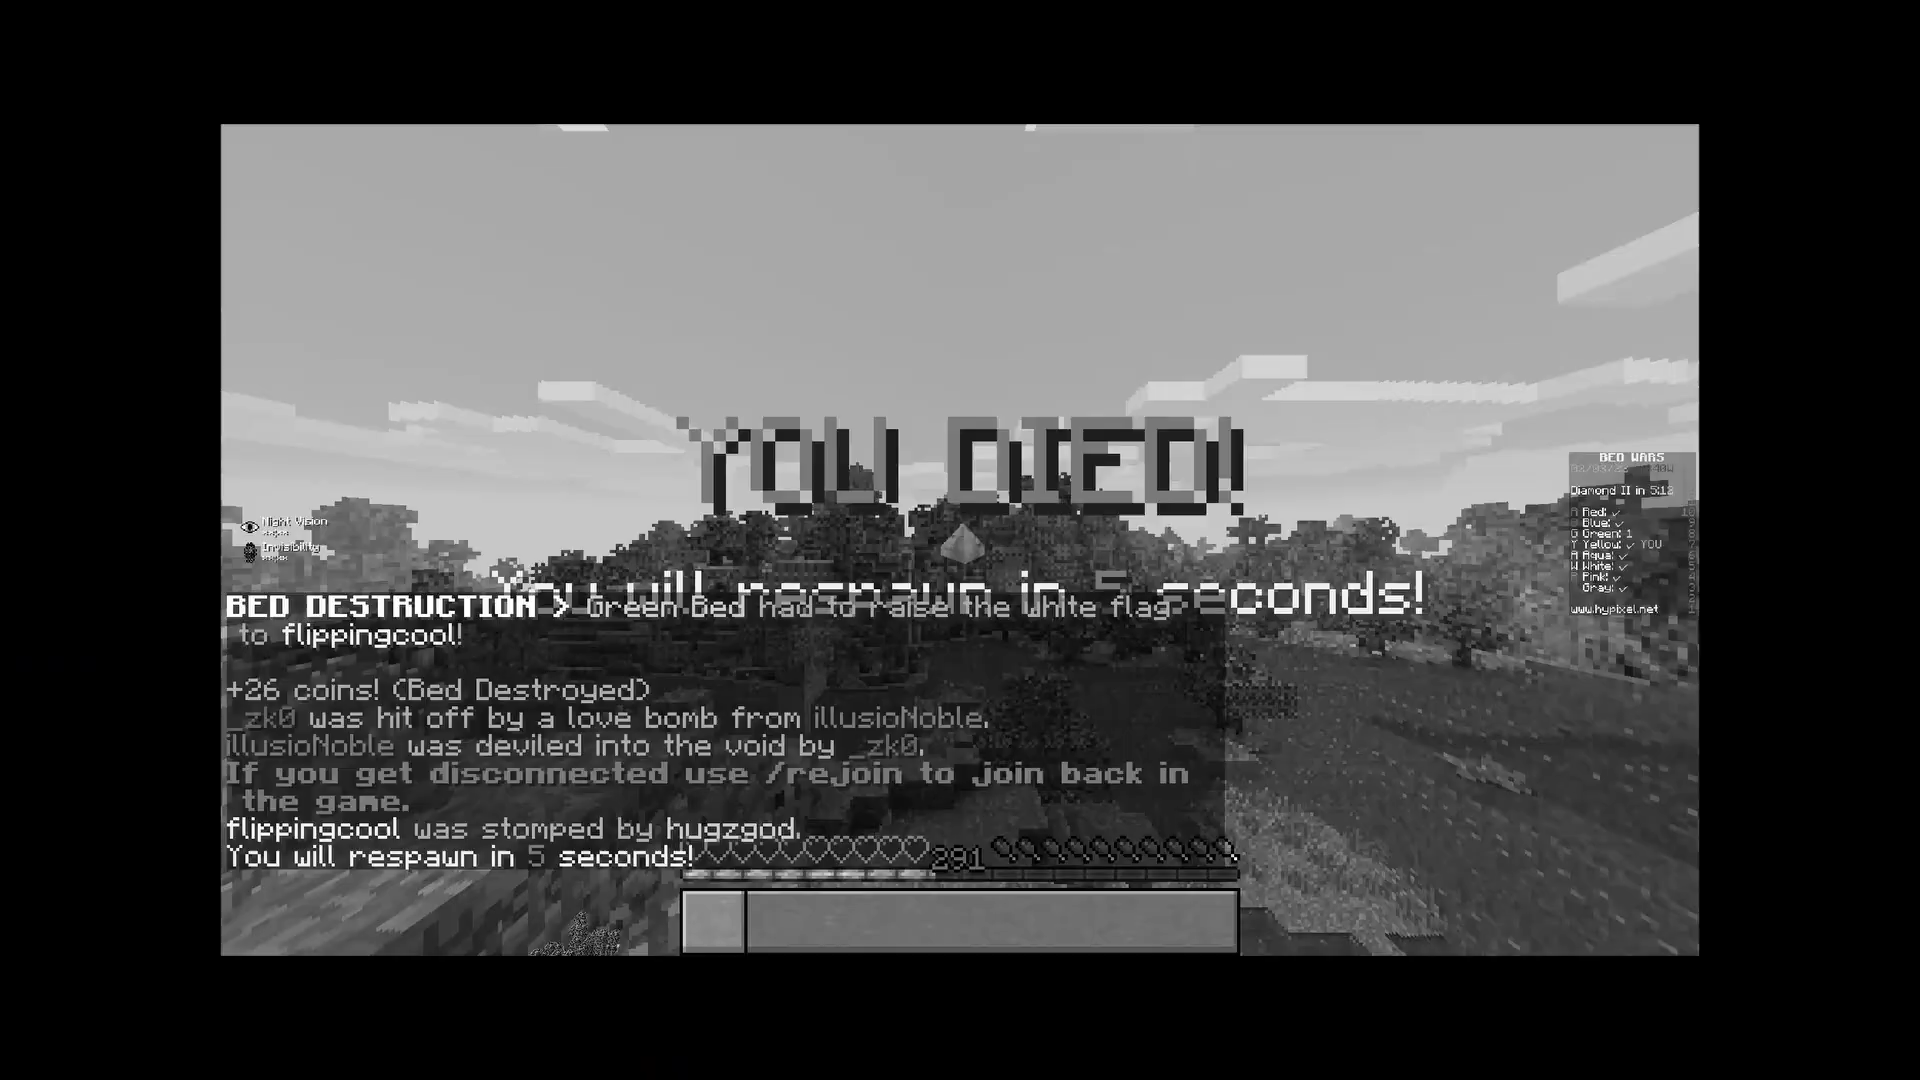 YOU DIED!
You will respawn in 5 seconds!
Night Vision
Invisibility
BED DESTRUCTION > Green Bed had to raise the white flag
to flippingcool!
+26 coins! (Bed Destroyed)
_zk0 was hit off by a love bomb from illusioNoble.
illusioNoble was deviled into the void by _zk0.
If you get disconnected use /rejoin to join back in
the game.
flippingcool was stomped by hugzgod.
You will respawn in 5 seconds!
291
BED WARS
Diamond II in 5:12
R Red: ✓
Blue: ✓
G Green: 1
Y Yellow: ✓ YOU
A Aqua: ✓
W White: ✓
P Pink: ✓
Gray: ✓
www.hypixel.net